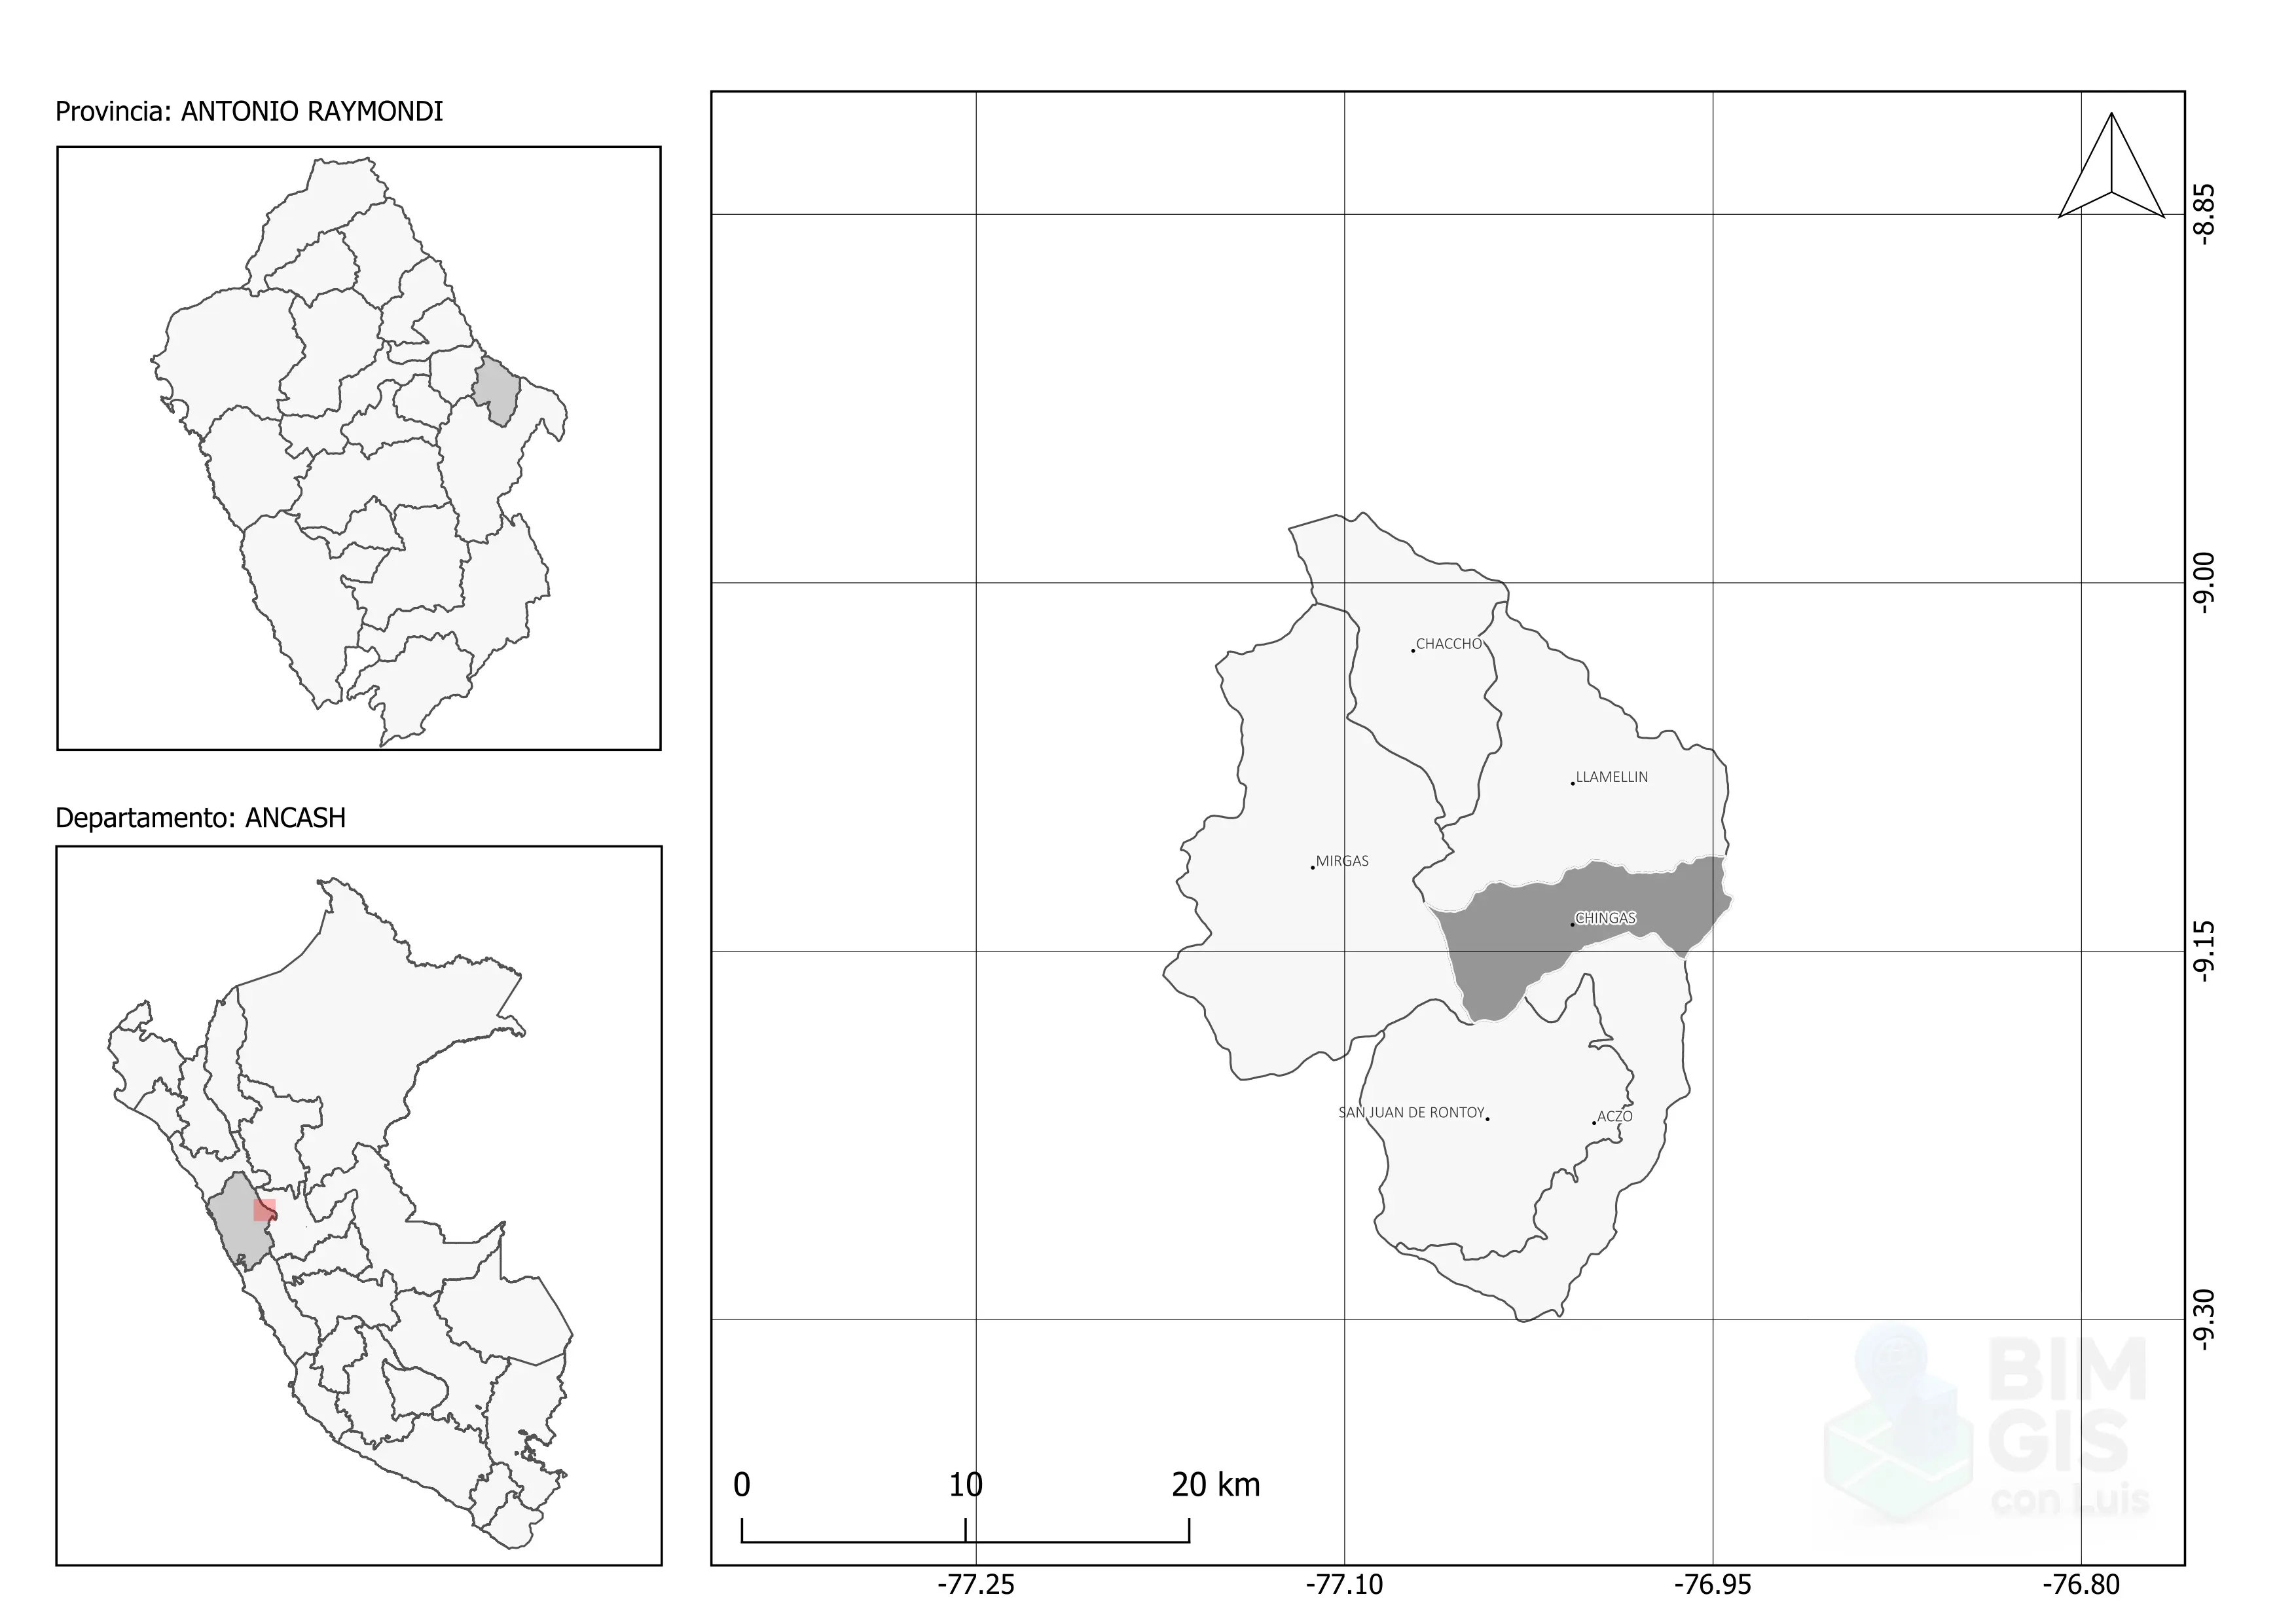 Provincia: ANTONIO RAYMONDI
Departamento: ANCASH
-8.85
-9.00
CHACCHO
LLAMELLIN
MIRGAS
CHINGAS
-9.15
SAN JUAN DE RONTOY
ACZO
-9.30
BIM
GIS
con Luis
0 10 20 km
-77.25 -77.10 -76.95 -76.80